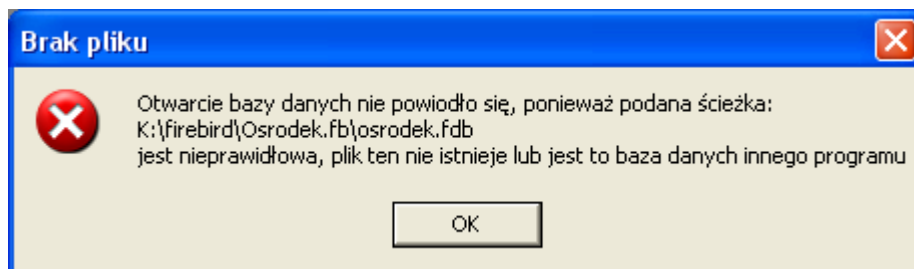 Brak pliku
Otwarcie bazy danych nie powiodło się, ponieważ podana ścieżka:
K:\firebird\Osrodek.fb\osrodek.fdb
jest nieprawidłowa, plik ten nie istnieje lub jest to baza danych innego programu
OK